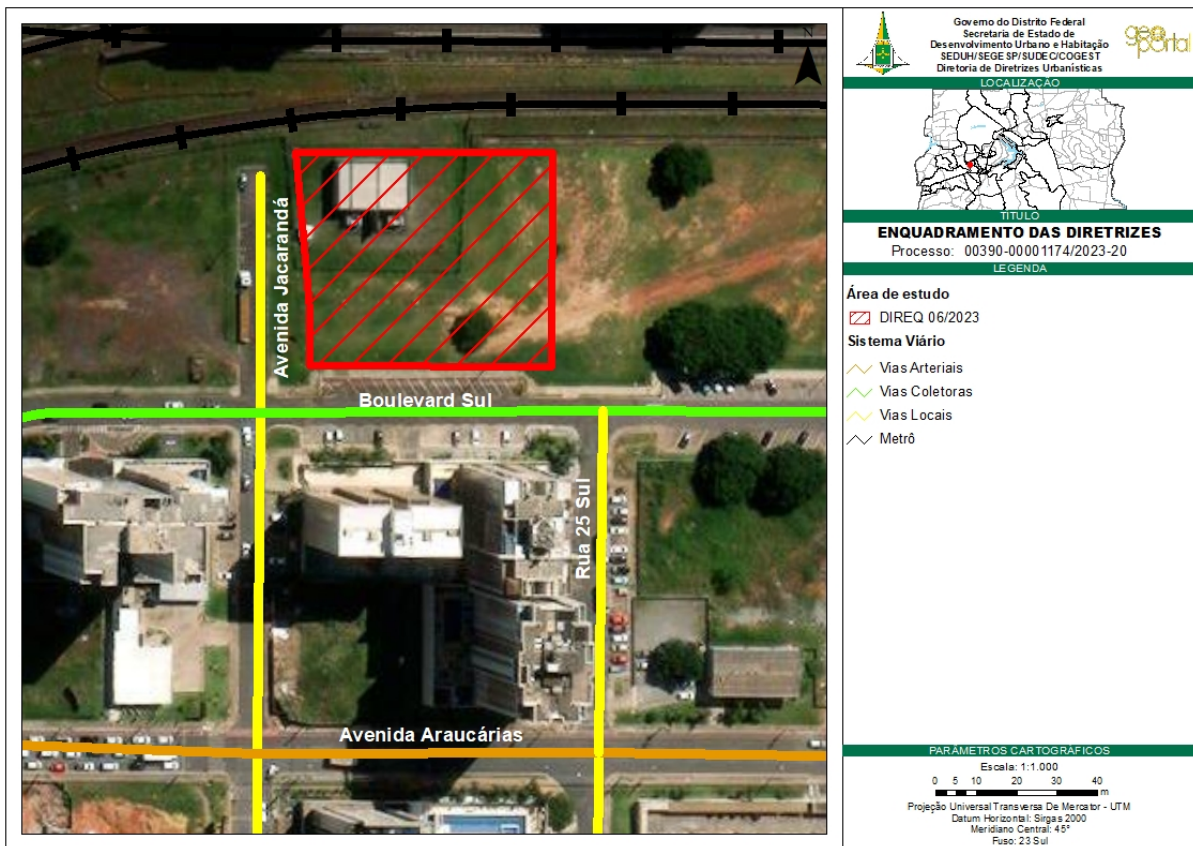 N
Avenida Jacarandá
Boulevard Sul
Rua 25 Sul
Avenida Araucárias
Governo do Distrito Federal
Secretaria de Estado de
Desenvolvimento Urbano e Habitação
SEDUH/SEGESP/SUDEC/COGEST
Diretoria de Diretrizes Urbanísticas
geo
portal
LOCALIZAÇÃO
TÍTULO
ENQUADRAMENTO DAS DIRETRIZES
Processo: 00390-00001174/2023-20
LEGENDA
Área de estudo
DIREQ 06/2023
Sistema Viário
Vias Arteriais
Vias Coletoras
Vias Locais
Metrô
PARÂMETROS CARTOGRÁFICOS
Escala: 1:1.000
0 5 10 20 30 40
m
Projeção Universal Transversa De Mercator - UTM
Datum Horizontal: Sirgas 2000
Meridiano Central: 45°
Fuso: 23 Sul